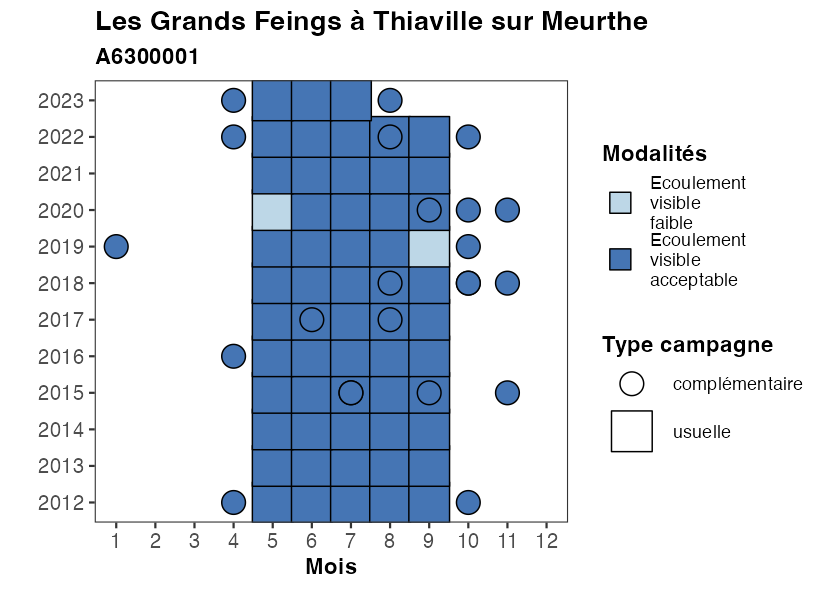 Les Grands Feings à Thiaville sur Meurthe
A6300001
2023
2022
2021
2020
2019
2018
2017
2016
2015
2014
2013
2012
1 2 3 4 5 6 7 8 9 10 11 12
Mois
Modalités
Ecoulement
visible
faible
Ecoulement
visible
acceptable
Type campagne
complémentaire
usuelle